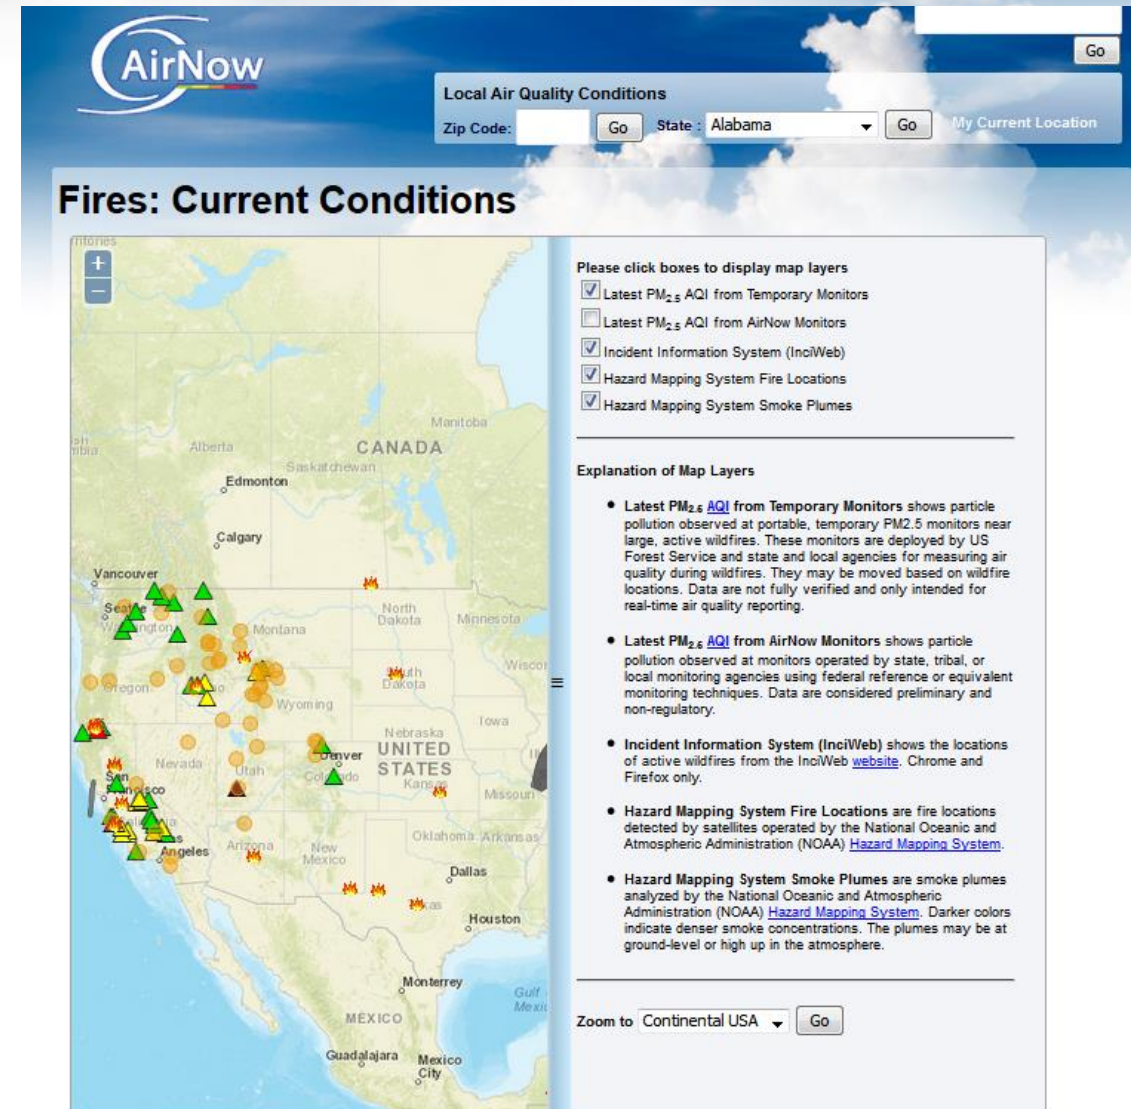 AirNow
Go
Local Air Quality Conditions
Zip Code: Go State : Alabama Go My Current Location
Fires: Current Conditions
+
−
Manitoba
Alberta
CANADA
Saskatchewan
Edmonton
Calgary
Vancouver
North
Dakota
Minnesota
Montana
Dakota
Oregon
Wyoming
Iowa
Nebraska
UNITED
STATES
Nevada
Utah
Denver
San
Francisco
Angeles
Arizona
New
Mexico
Oklahoma
Arkansas
Dallas
Houston
Monterrey
Gulf
MÉXICO
Guadalajara
Mexico
City
Please click boxes to display map layers
Latest PM2.5 AQI from Temporary Monitors
Latest PM2.5 AQI from AirNow Monitors
Incident Information System (InciWeb)
Hazard Mapping System Fire Locations
Hazard Mapping System Smoke Plumes
Explanation of Map Layers
• Latest PM2.5 AQI from Temporary Monitors shows particle
pollution observed at portable, temporary PM2.5 monitors near
large, active wildfires. These monitors are deployed by US
Forest Service and state and local agencies for measuring air
quality during wildfires. They may be moved based on wildfire
locations. Data are not fully verified and only intended for
real-time air quality reporting.
• Latest PM2.5 AQI from AirNow Monitors shows particle
pollution observed at monitors operated by state, tribal, or
local monitoring agencies using federal reference or equivalent
monitoring techniques. Data are considered preliminary and
non-regulatory.
• Incident Information System (InciWeb) shows the locations
of active wildfires from the InciWeb website. Chrome and
Firefox only.
• Hazard Mapping System Fire Locations are fire locations
detected by satellites operated by the National Oceanic and
Atmospheric Administration (NOAA) Hazard Mapping System.
• Hazard Mapping System Smoke Plumes are smoke plumes
analyzed by the National Oceanic and Atmospheric
Administration (NOAA) Hazard Mapping System. Darker colors
indicate denser smoke concentrations. The plumes may be at
ground-level or high up in the atmosphere.
Zoom to Continental USA Go